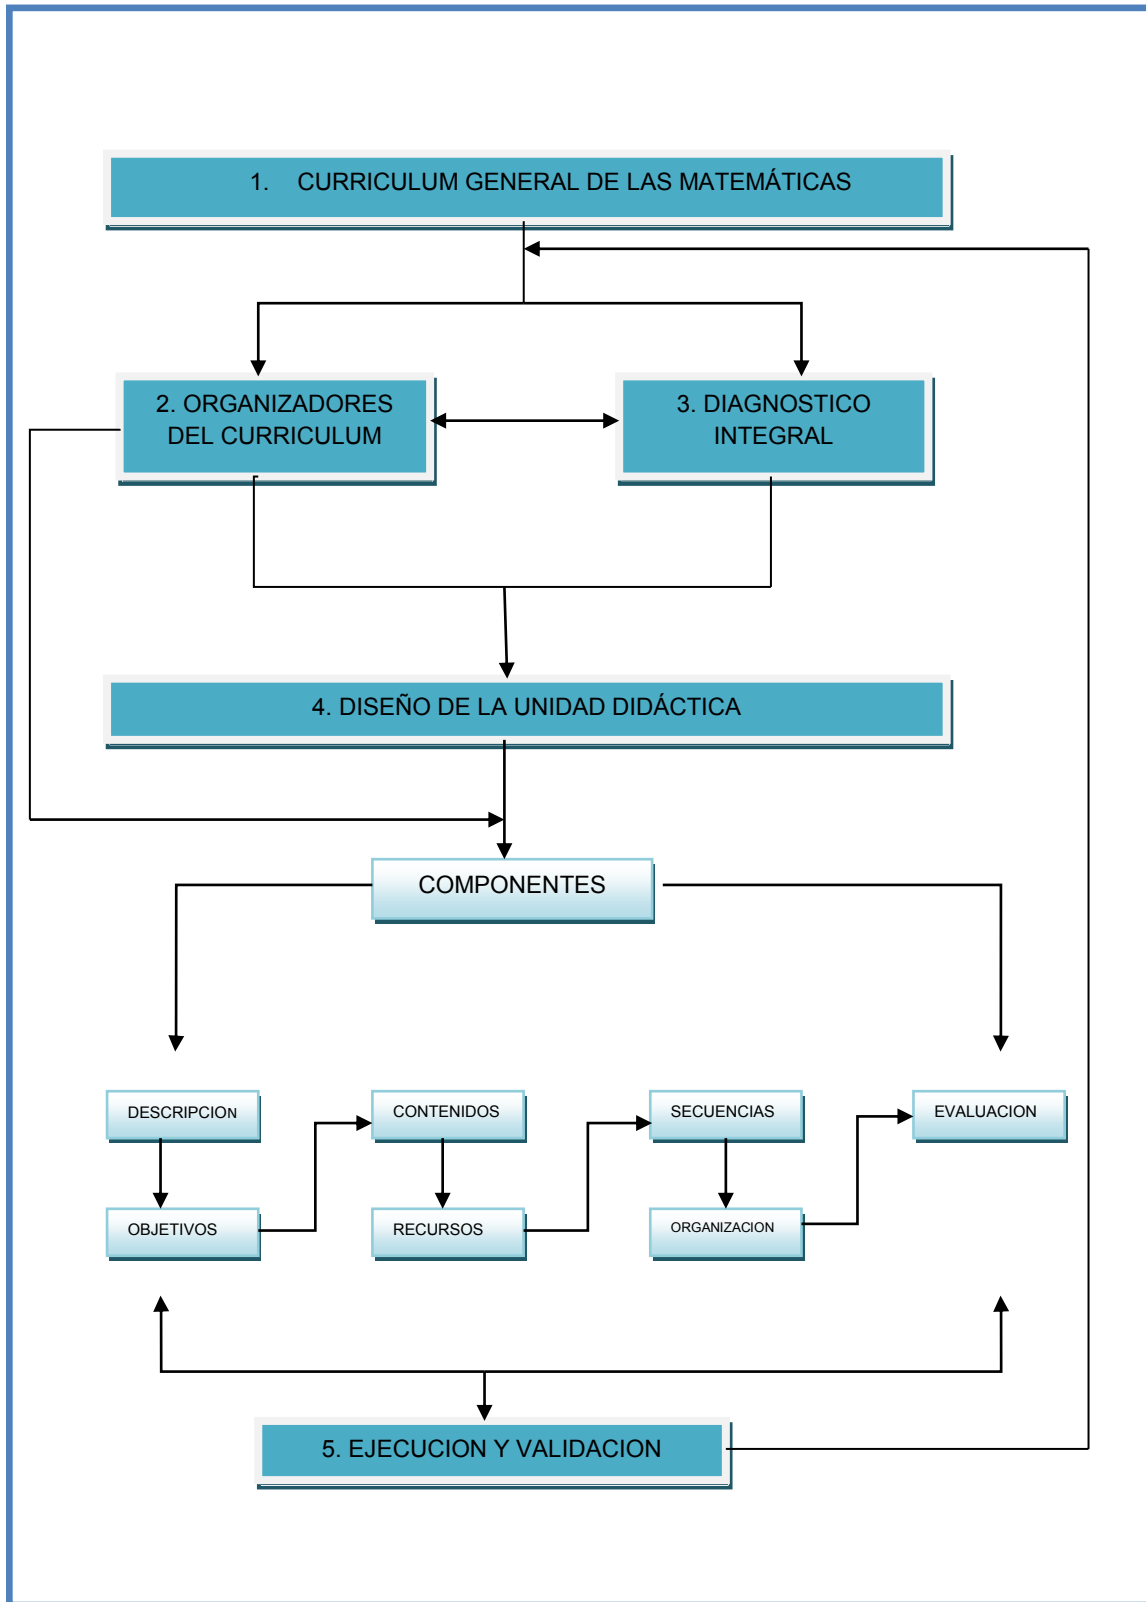 1. CURRICULUM GENERAL DE LAS MATEMÁTICAS
2. ORGANIZADORES
DEL CURRICULUM
3. DIAGNOSTICO
INTEGRAL
4. DISEÑO DE LA UNIDAD DIDÁCTICA
COMPONENTES
DESCRIPCION
CONTENIDOS
SECUENCIAS
EVALUACION
OBJETIVOS
RECURSOS
ORGANIZACION
5. EJECUCION Y VALIDACION